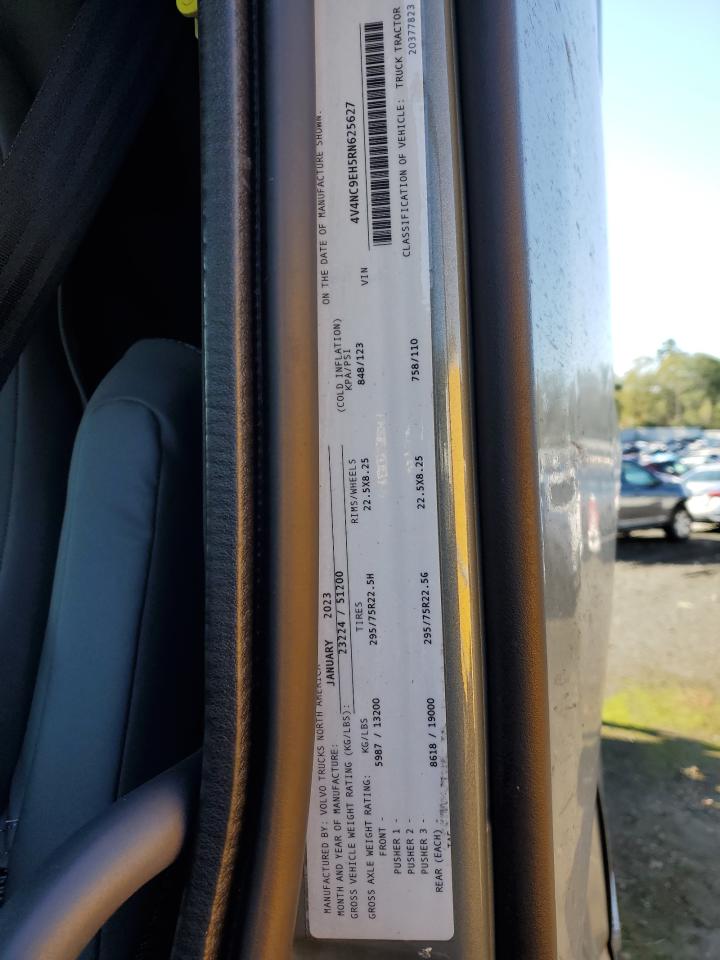 MANUFACTURED BY: VOLVO TRUCKS NORTH AMERICA
MONTH AND YEAR OF MANUFACTURE: JANUARY 2023
GROSS VEHICLE WEIGHT RATING (KG/LBS): 23224 / 51200 ON THE DATE OF MANUFACTURE SHOWN.
GROSS AXLE WEIGHT RATING: KG/LBS TIRES RIMS/WHEELS (COLD INFLATION) KPA/PSI
FRONT - 5987 / 13200 295/75R22.5H 22.5X8.25 848/123
VIN 4V4NC9EH5RN625627
PUSHER 1 -
PUSHER 2 -
PUSHER 3 -
REAR (EACH) - 8618 / 19000 295/75R22.5G 22.5X8.25 758/110
CLASSIFICATION OF VEHICLE: TRUCK TRACTOR
20377823